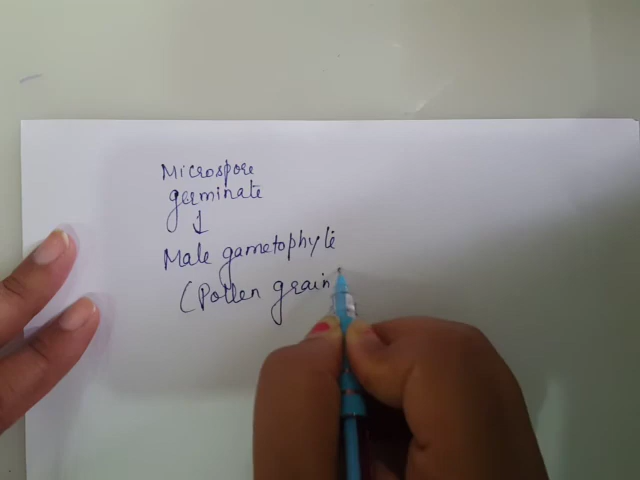 Microspore
germinate
↓
Male gametophyte
(Pollen grain